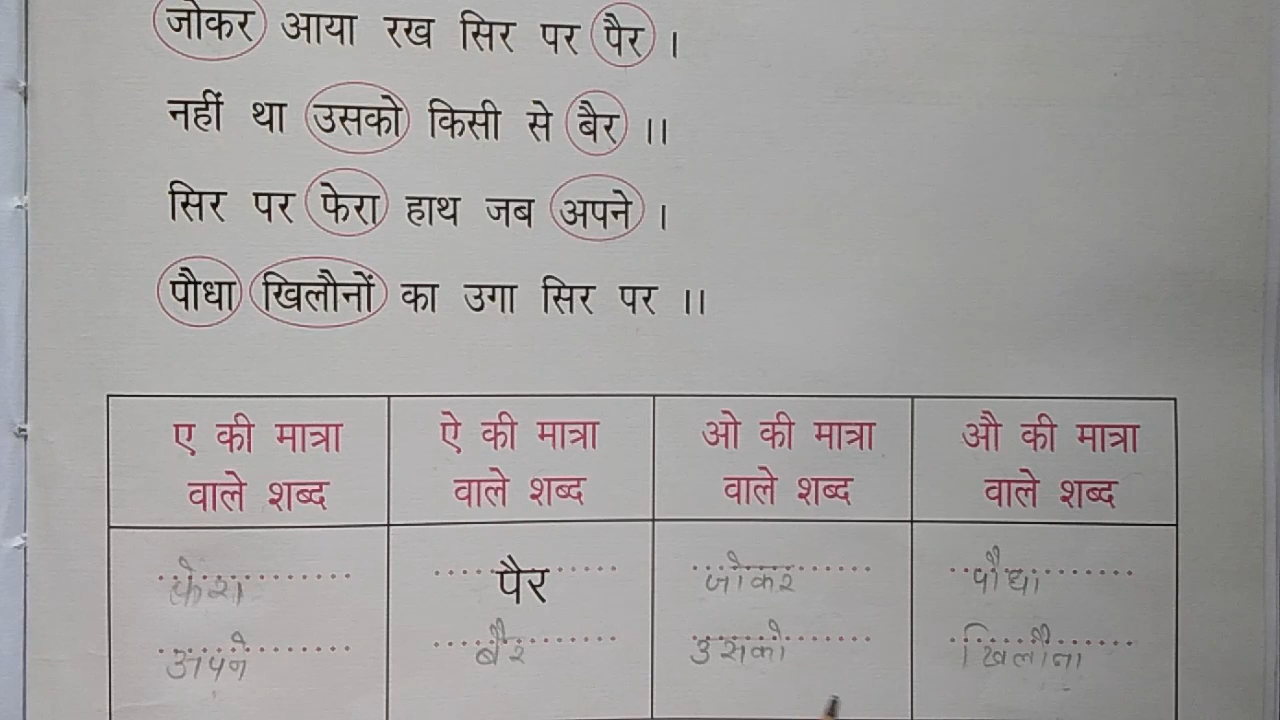 जोकर आया रख सिर पर पैर ।
नहीं था उसको किसी से बैर ।।
सिर पर फेरा हाथ जब अपने ।
पौधा खिलौनों का उगा सिर पर ।।
ए की मात्रा वाले शब्द
ऐ की मात्रा वाले शब्द
ओ की मात्रा वाले शब्द
औ की मात्रा वाले शब्द
फेरा
पैर
जोकर
पौधा
अपने
बैर
उसको
खिलौना